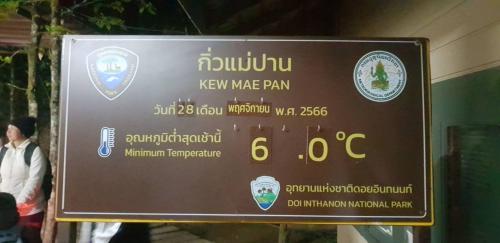 กิ่วแม่ปาน
KEW MAE PAN
วันที่ 28 เดือน พฤศจิกายน พ.ศ. 2566
อุณหภูมิต่ำสุดเช้านี้
Minimum Temperature
6 .0 °C
อุทยานแห่งชาติดอยอินทนนท์
DOI INTHANON NATIONAL PARK